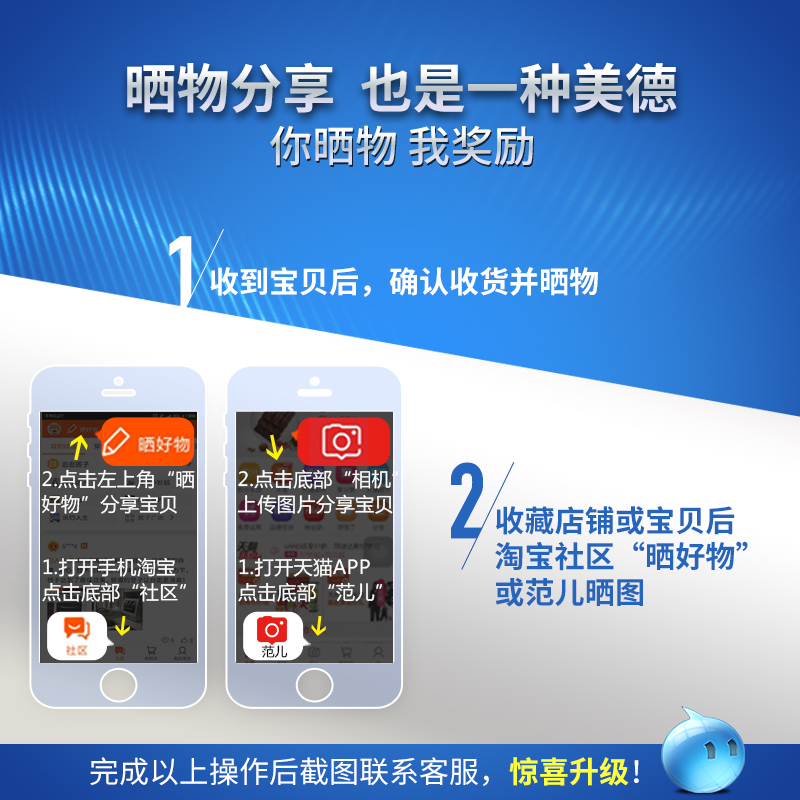 晒物分享 也是一种美德
你晒物 我奖励
1 收到宝贝后，确认收货并晒物
晒好物
2.点击左上角“晒
好物”分享宝贝
1.打开手机淘宝
点击底部“社区”
社区
2.点击底部“相机”
上传图片分享宝贝
1.打开天猫APP
点击底部“范儿”
范儿
2 收藏店铺或宝贝后
淘宝社区“晒好物”
或范儿晒图
完成以上操作后截图联系客服，惊喜升级！